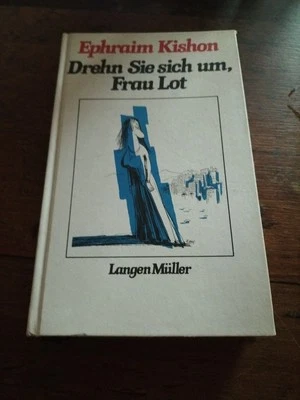 Ephraim Kishon
Drehn Sie sich um,
Frau Lot
Langen Müller